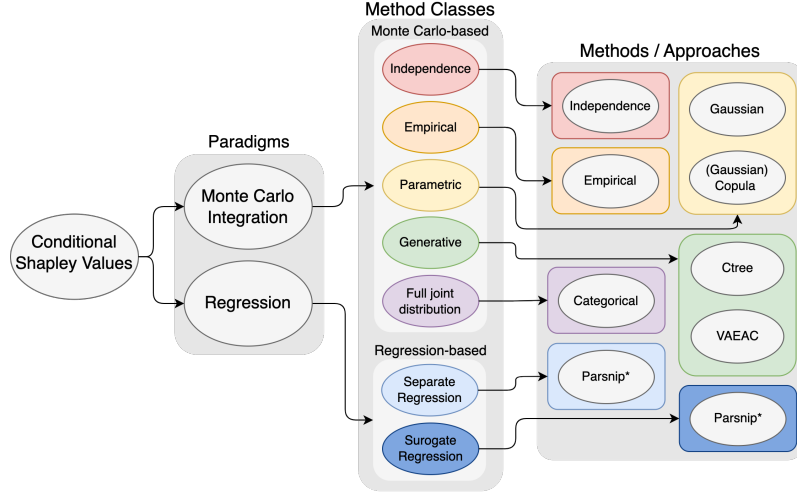 Method Classes
Monte Carlo-based
Methods / Approaches
Paradigms
Conditional
Shapley Values
Monte Carlo
Integration
Regression
Independence
Empirical
Parametric
Generative
Full joint
distribution
Regression-based
Separate
Regression
Surogate
Regression
Independence
Gaussian
Empirical
(Gaussian)
Copula
Ctree
Categorical
VAEAC
Parsnip*
Parsnip*